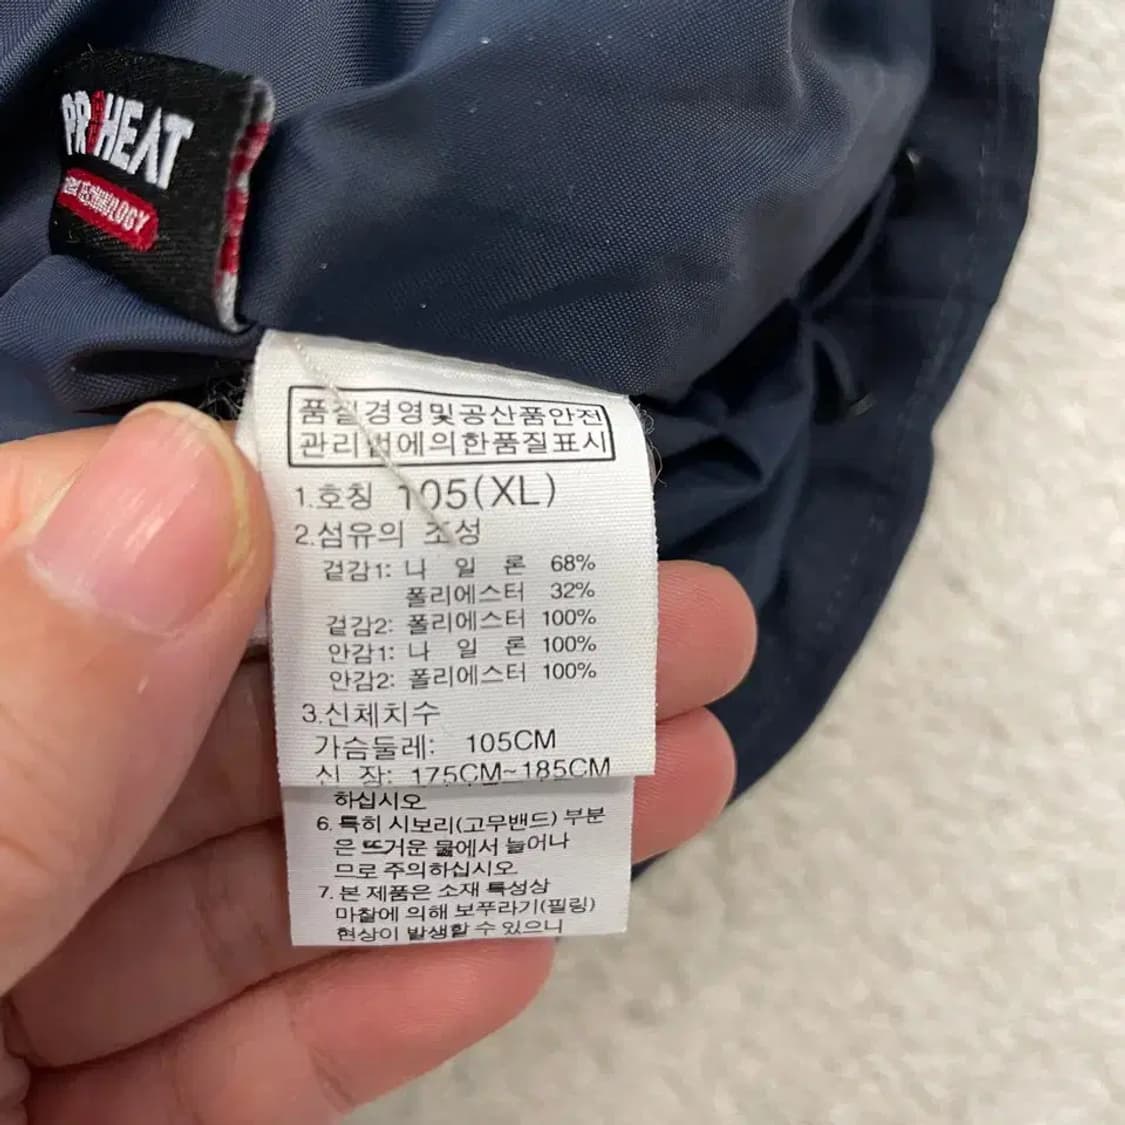 PROHEAT
TECHNOLOGY
품질경영및공산품안전
관리법에의한품질표시
1.호칭 105(XL)
2.섬유의 조성
겉감1: 나 일 론 68%
폴리에스터 32%
겉감2: 폴리에스터 100%
안감1: 나 일 론 100%
안감2: 폴리에스터 100%
3.신체치수
가슴둘레: 105CM
신 장: 175CM~185CM
하십시오
6. 특히 시보리(고무밴드) 부분
은 뜨거운 물에서 늘어나
므로 주의하십시오.
7. 본 제품은 소재 특성상
마찰에 의해 보푸라기(필링)
현상이 발생할 수 있으니